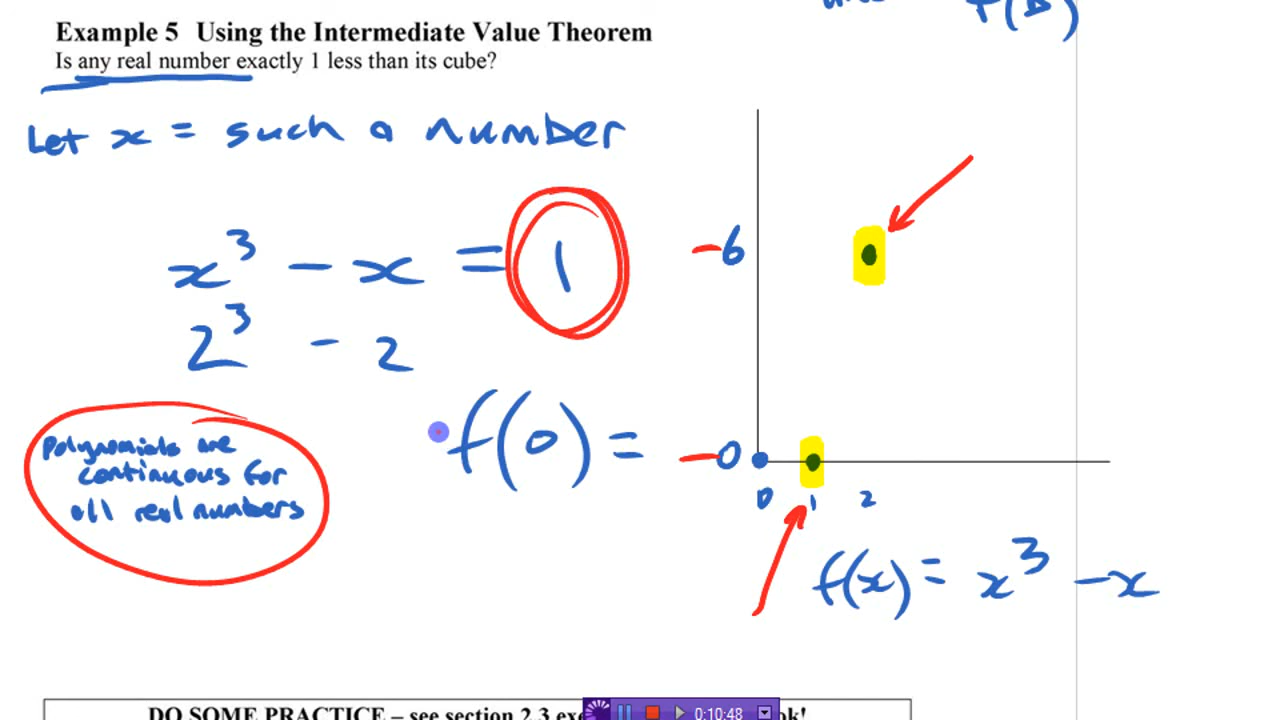 f(b)
Example 5 Using the Intermediate Value Theorem
Is any real number exactly 1 less than its cube?
Let x = such a number
x³ - x = 1
2³ - 2
Polynomials are
continuous for
all real numbers
f(0) =
-6
-0
0 1 2
f(x) = x³ - x
DO SOME PRACTICE – see section 2.3 exe
ok!
0:10:48